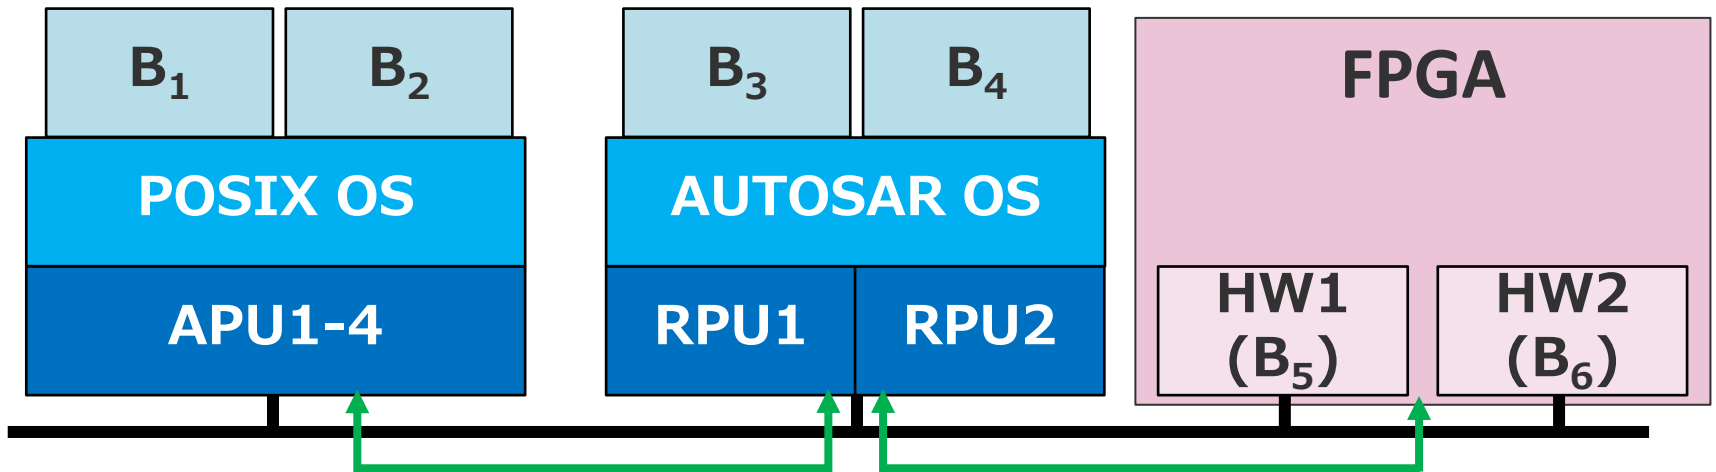 B₁ B₂ B₃ B₄ FPGA
POSIX OS AUTOSAR OS
APU1-4 RPU1 RPU2
HW1 HW2
(B₅) (B₆)